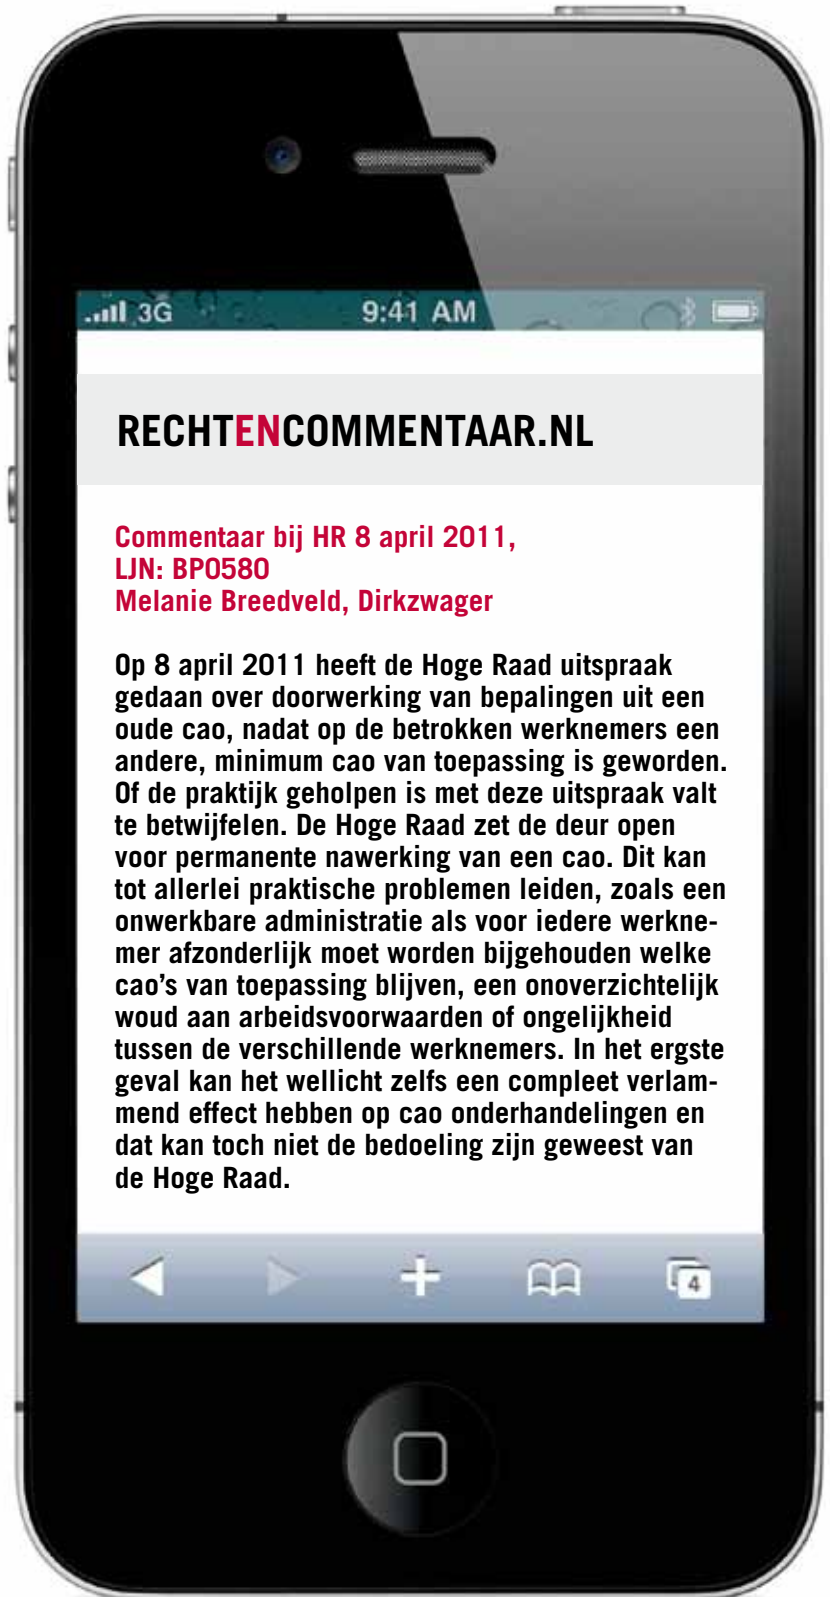 3G 9:41 AM
RECHTENCOMMENTAAR.NL
Commentaar bij HR 8 april 2011,
LJN: BP0580
Melanie Breedveld, Dirkzwager
Op 8 april 2011 heeft de Hoge Raad uitspraak
gedaan over doorwerking van bepalingen uit een
oude cao, nadat op de betrokken werknemers een
andere, minimum cao van toepassing is geworden.
Of de praktijk geholpen is met deze uitspraak valt
te betwijfelen. De Hoge Raad zet de deur open
voor permanente nawerking van een cao. Dit kan
tot allerlei praktische problemen leiden, zoals een
onwerkbare administratie als voor iedere werkne-
mer afzonderlijk moet worden bijgehouden welke
cao's van toepassing blijven, een onoverzichtelijk
woud aan arbeidsvoorwaarden of ongelijkheid
tussen de verschillende werknemers. In het ergste
geval kan het wellicht zelfs een compleet verlam-
mend effect hebben op cao onderhandelingen en
dat kan toch niet de bedoeling zijn geweest van
de Hoge Raad.
4